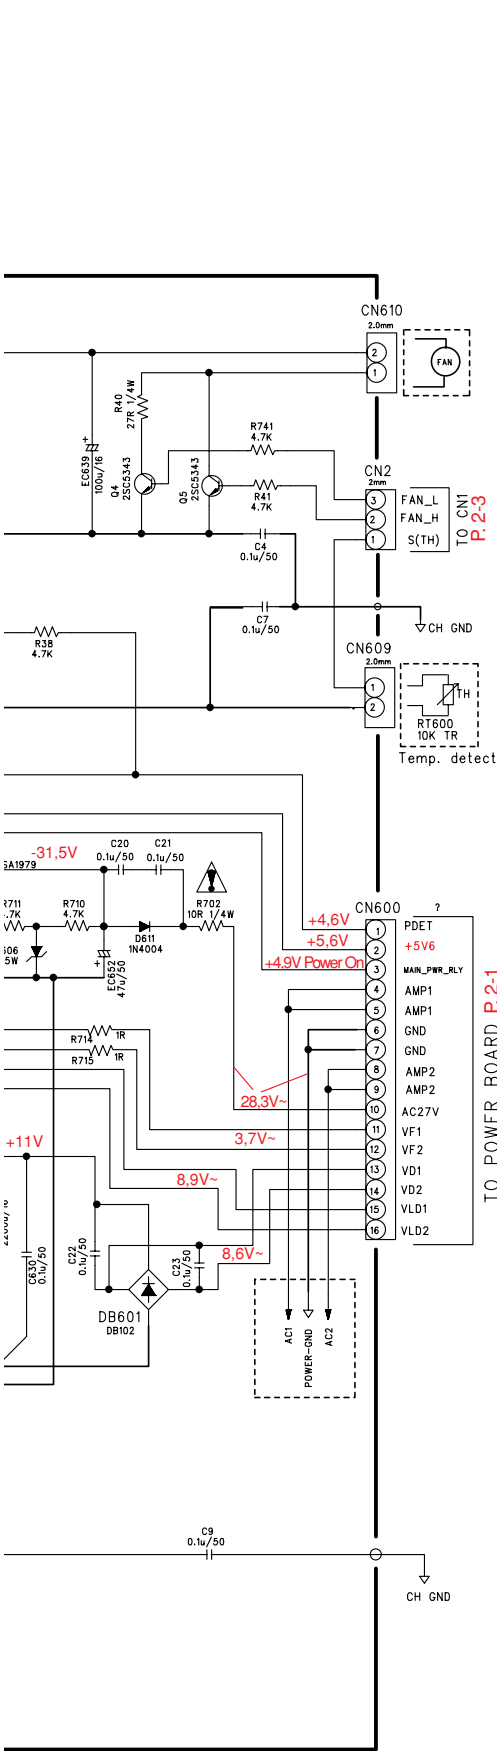 CN610
2.0mm
2
1
FAN
R40
27R 1/4W
EC639
100u/16
+
Q4
2SC5343
Q5
2SC5343
R741
4.7K
R41
4.7K
CN2
2mm
3 FAN_L
2 FAN_H
1 S(TH)
TO CN1
P. 2-3
C4
0.1u/50
C7
0.1u/50
CH GND
R38
4.7K
CN609
2.0mm
1
2
TH
RT600
10K TR
Temp. detect
-31,5V
SA1979
C20
0.1u/50
C21
0.1u/50
R711
.7K
R710
4.7K
D611
1N4004
R702
10R 1/4W
606
5W
+
EC652
47u/50
CN600
?
+4,6V
+5,6V
+4,9V Power On
1 PDET
2 +5V6
3 MAIN_PWR_RLY
4 AMP1
5 AMP1
6 GND
7 GND
8 AMP2
9 AMP2
10 AC27V
11 VF1
12 VF2
13 VD1
14 VD2
15 VLD1
16 VLD2
TO POWER BOARD P. 2-1
R714 1R
R715 1R
28,3V~
3,7V~
+11V
8,9V~
8,6V~
C630
0.1u/50
C22
0.1u/50
C23
0.1u/50
DB601
DB102
AC1
POWER-GND
AC2
C9
0.1u/50
CH GND